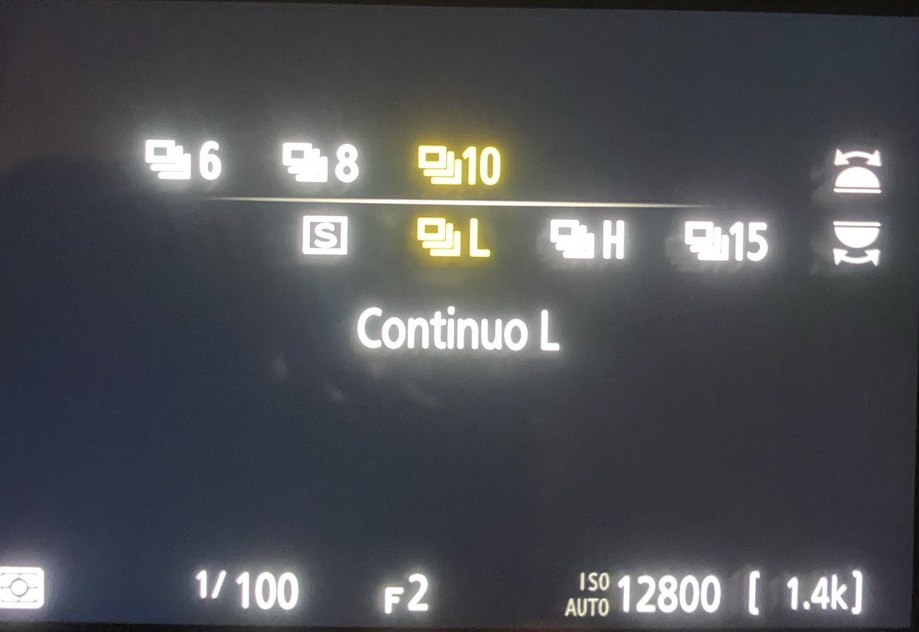 6 8 10
S L H 15
Continuo L
1/100 F2 ISO AUTO 12800 [ 1.4k]